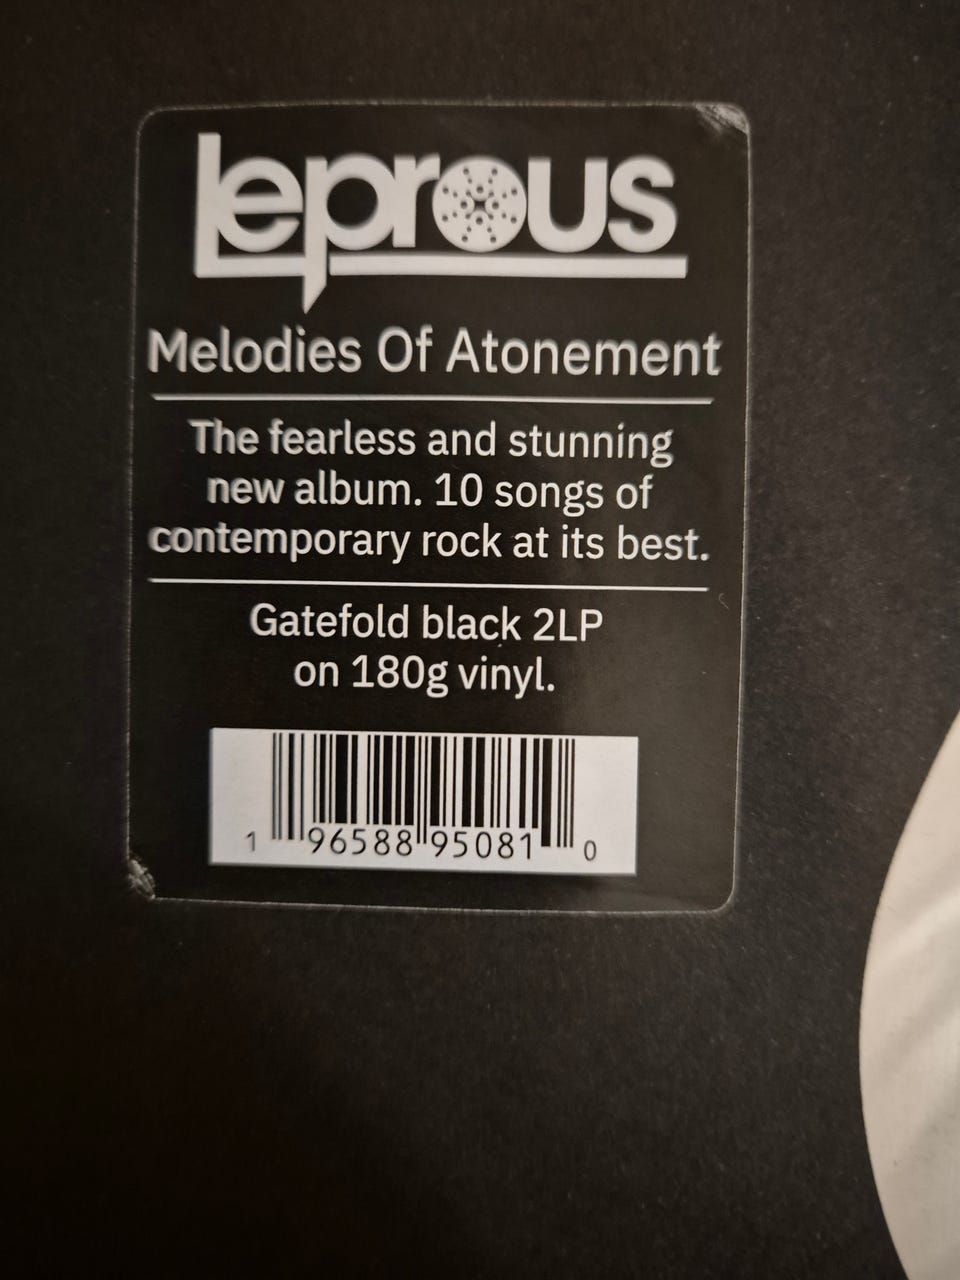 leprous
Melodies Of Atonement
The fearless and stunning
new album. 10 songs of
contemporary rock at its best.
Gatefold black 2LP
on 180g vinyl.
1 96588 95081 0